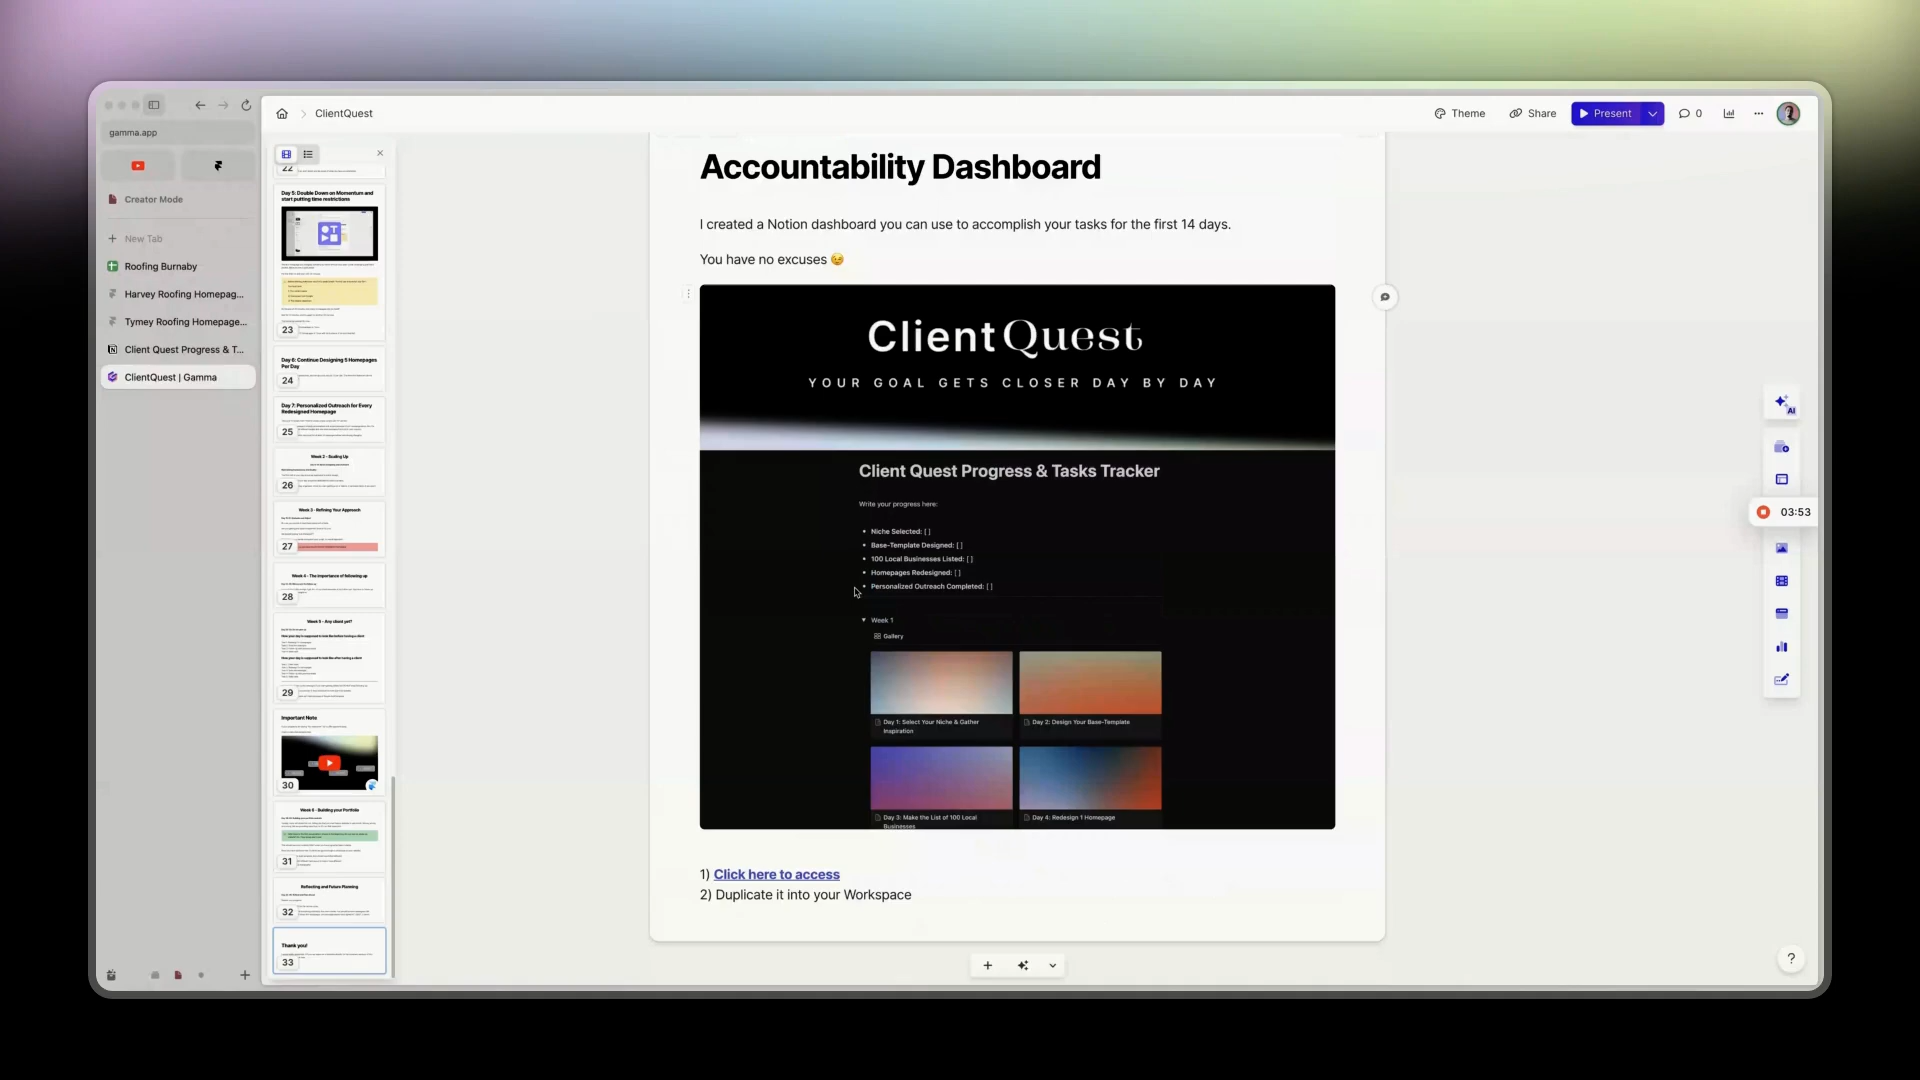 gamma.app
ClientQuest
Theme
Share
Present
0
Creator Mode
New Tab
Roofing Burnaby
Harvey Roofing Homepag...
Tymey Roofing Homepage...
Client Quest Progress & T...
ClientQuest | Gamma
22
Day 5: Double Down on Momentum and
start putting time restrictions
23
Day 6: Continue Designing 5 Homepages
Per Day
24
Day 7: Personalized Outreach for Every
Redesigned Homepage
25
Week 2 - Scaling Up
26
Week 3 - Refining Your Approach
27
Week 4 - The importance of following up
28
Week 5 - Any client yet?
29
Important Note
30
Week 6 - Building your Portfolio
31
Reflecting and Future Planning
32
Thank you!
33
Accountability Dashboard
I created a Notion dashboard you can use to accomplish your tasks for the first 14 days.
You have no excuses 😉
Client Quest
YOUR GOAL GETS CLOSER DAY BY DAY
Client Quest Progress & Tasks Tracker
Write your progress here:
• Niche Selected: [ ]
• Base-Template Designed: [ ]
• 100 Local Businesses Listed: [ ]
• Homepages Redesigned: [ ]
• Personalized Outreach Completed: [ ]
Week 1
Gallery
Day 1: Select Your Niche & Gather
Inspiration
Day 2: Design Your Base-Template
Day 3: Make the List of 100 Local
Businesses
Day 4: Redesign 1 Homepage
1) Click here to access
2) Duplicate it into your Workspace
AI
03:53
?